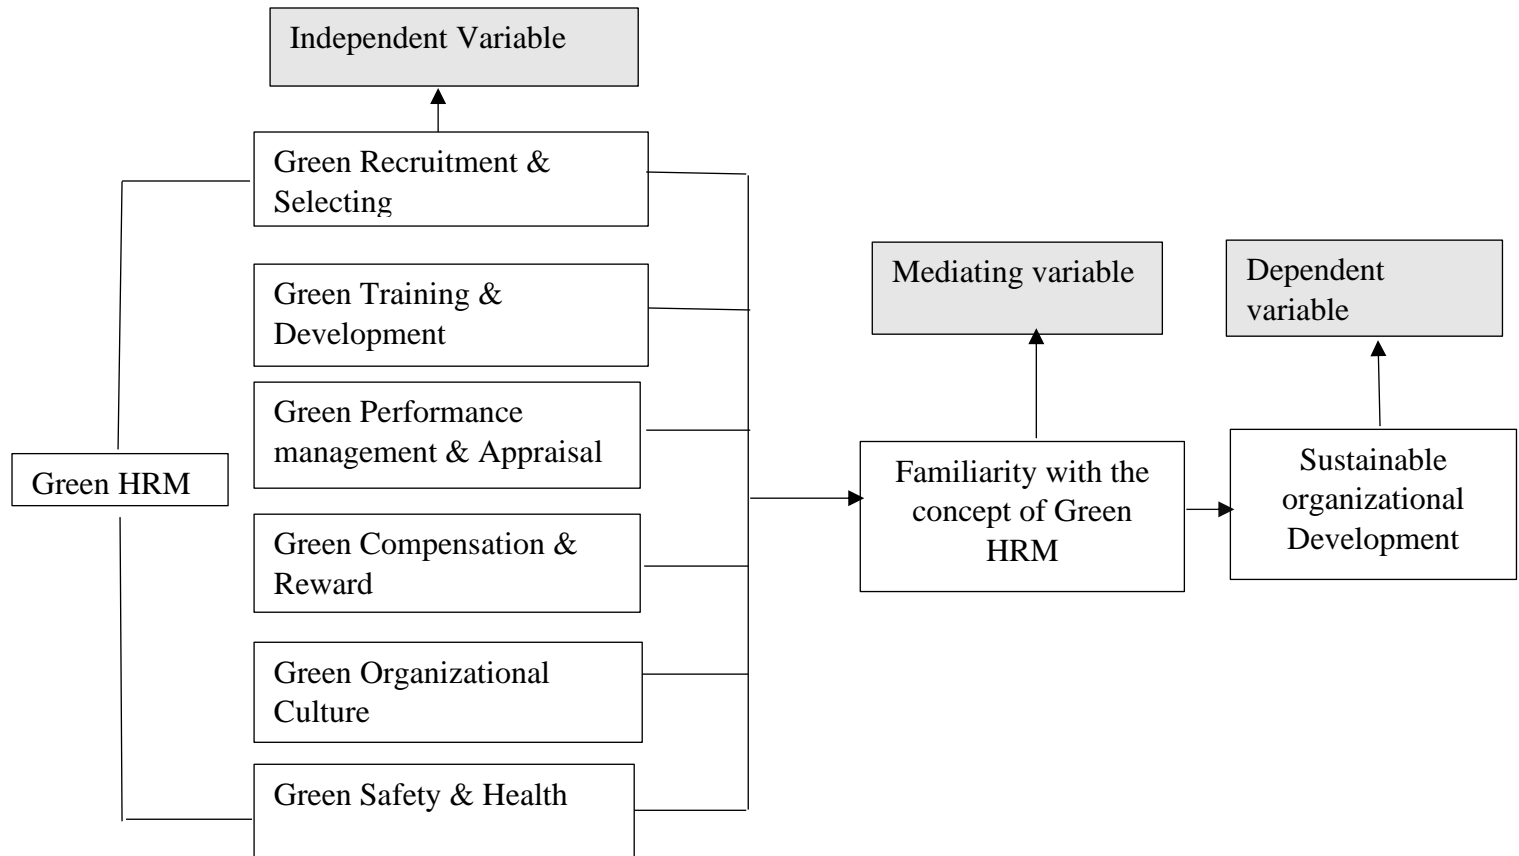 Independent Variable
Green Recruitment &
Selecting
Green Training &
Development
Green Performance
management & Appraisal
Green HRM
Green Compensation &
Reward
Green Organizational
Culture
Green Safety & Health
Mediating variable
Familiarity with the
concept of Green
HRM
Dependent
variable
Sustainable
organizational
Development